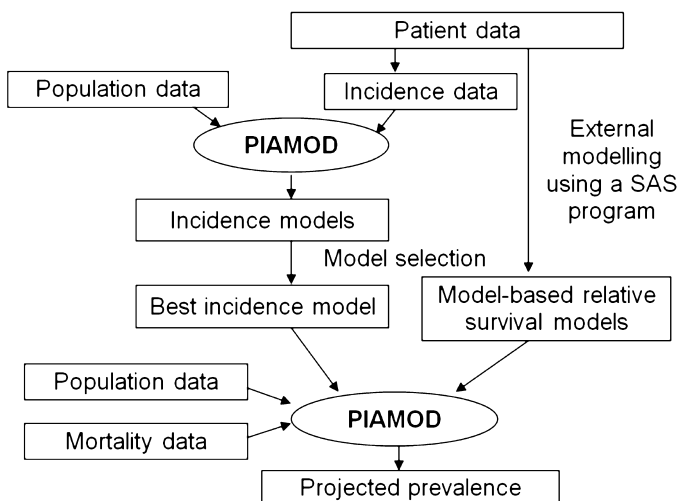 Patient data
Population data
Incidence data
PIAMOD
External
modelling
using a SAS
program
Incidence models
Model selection
Best incidence model
Model-based relative
survival models
Population data
PIAMOD
Mortality data
Projected prevalence